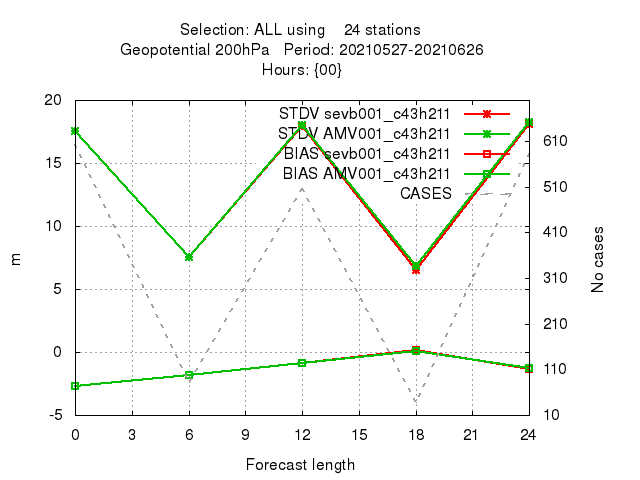 Selection: ALL using    24 stations
Geopotential 200hPa   Period: 20210527-20210626
Hours: {00}
STDV sevb001_c43h211
STDV AMV001_c43h211
BIAS sevb001_c43h211
BIAS AMV001_c43h211
CASES
20
15
10
5
0
-5
m
610
510
410
310
210
110
10
No cases
0 3 6 9 12 15 18 21 24
Forecast length